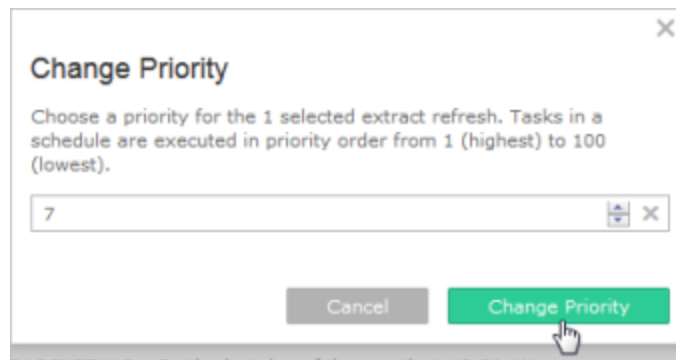 Change Priority
Choose a priority for the 1 selected extract refresh. Tasks in a
schedule are executed in priority order from 1 (highest) to 100
(lowest).
7
Cancel
Change Priority